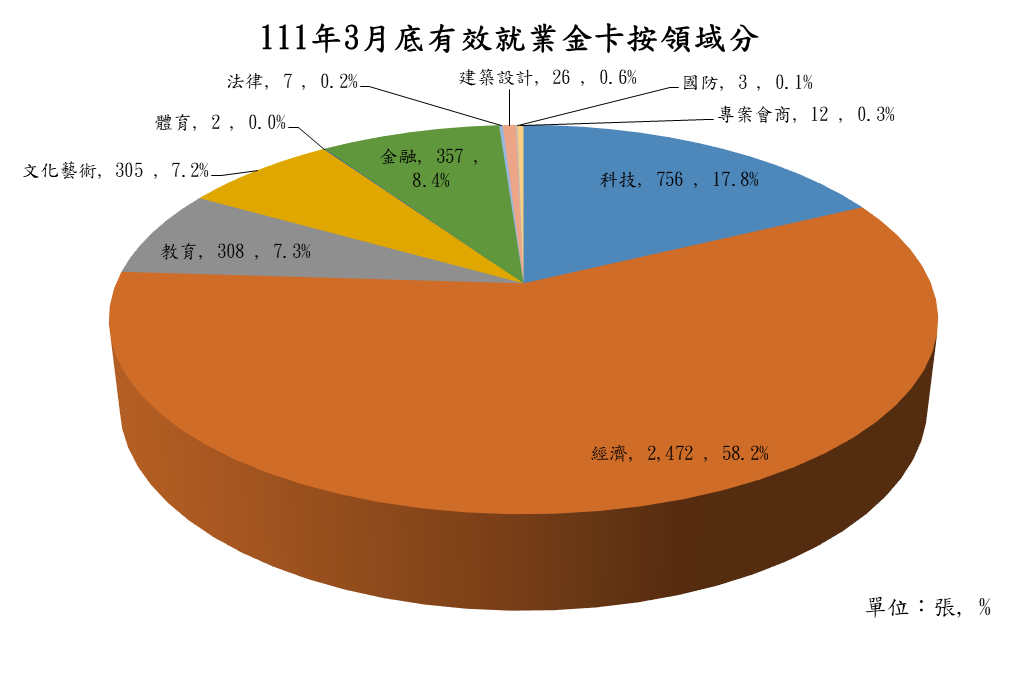 111年3月底有效就業金卡按領域分
法律, 7 , 0.2%
建築設計, 26 , 0.6%
國防, 3 , 0.1%
體育, 2 , 0.0%
專案會商, 12 , 0.3%
文化藝術, 305 , 7.2%
金融, 357 ,
8.4%
科技, 756 , 17.8%
教育, 308 , 7.3%
經濟, 2,472 , 58.2%
單位：張, %